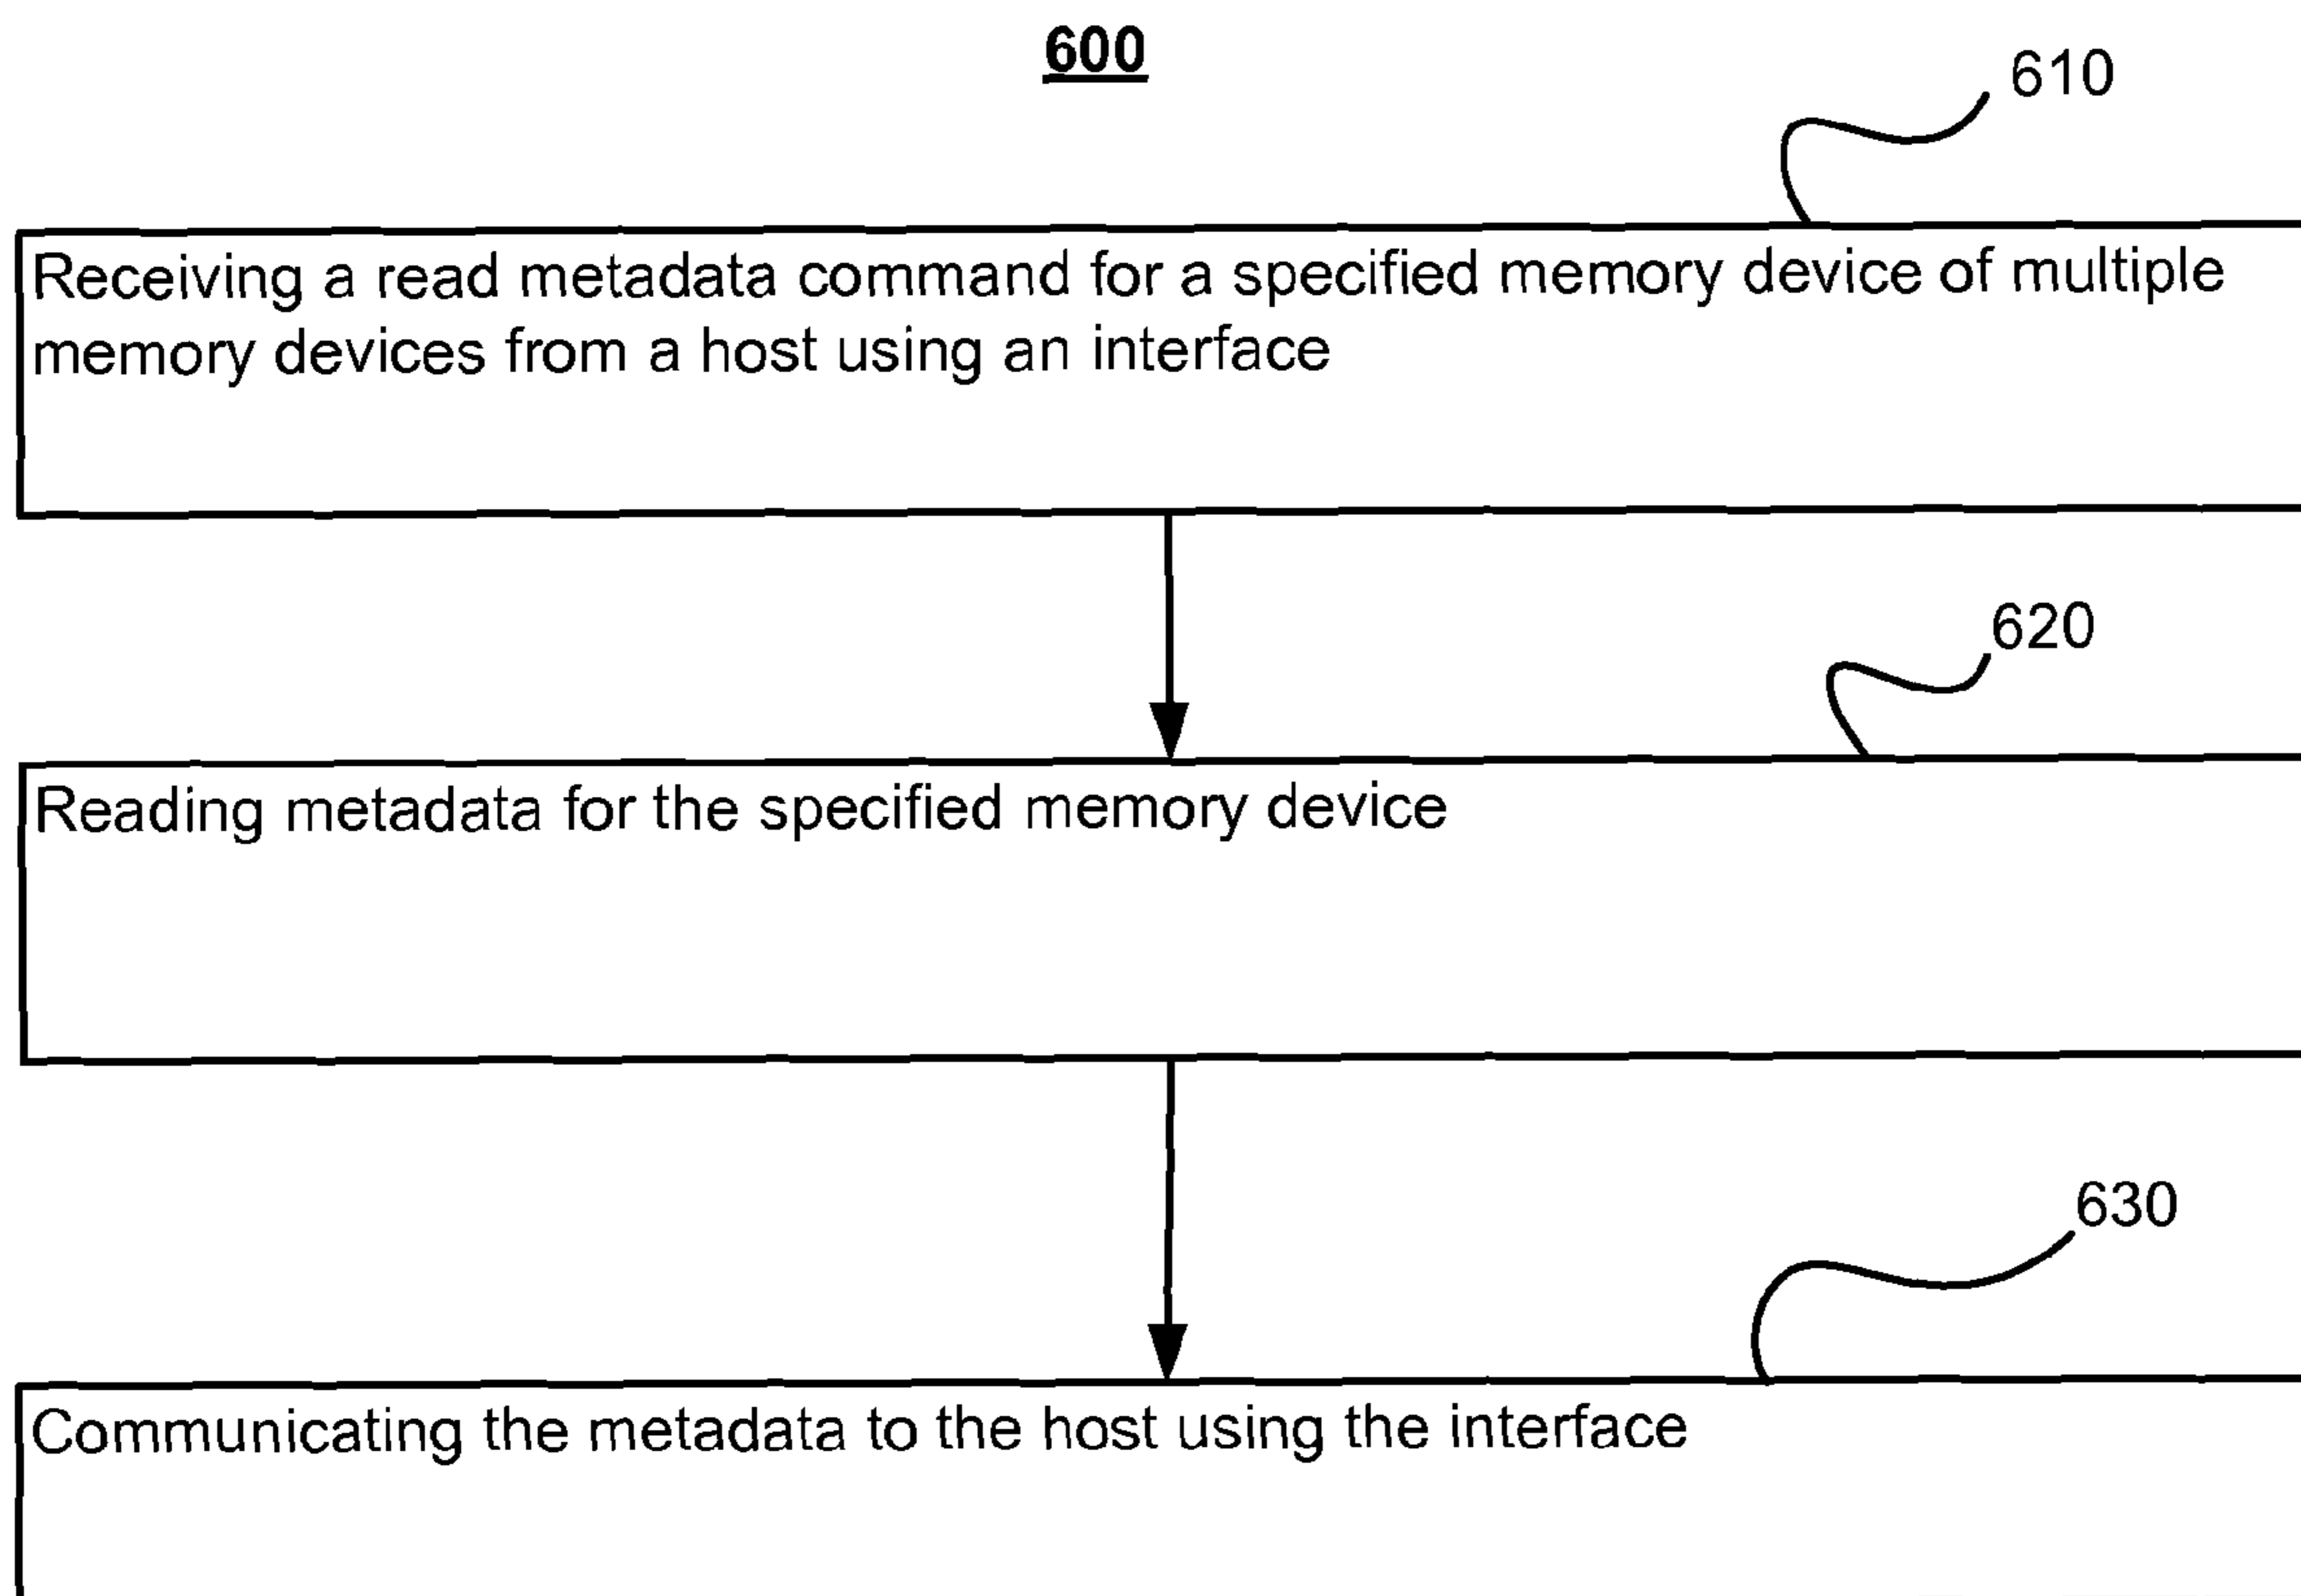 600
610
Receiving a read metadata command for a specified memory device of multiple
memory devices from a host using an interface
620
Reading metadata for the specified memory device
630
Communicating the metadata to the host using the interface